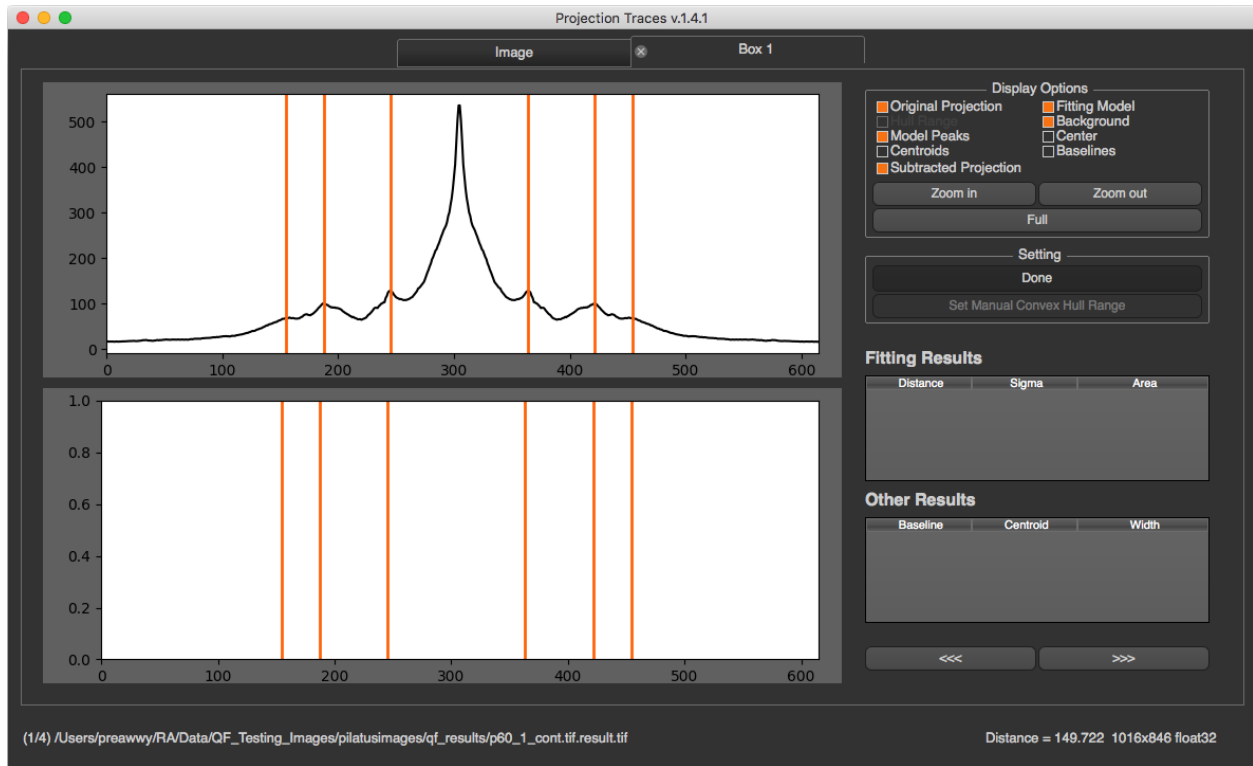 Projection Traces v.1.4.1
Image
Box 1
500
400
300
200
100
0
0 100 200 300 400 500 600
1.0
0.8
0.6
0.4
0.2
0.0
0 100 200 300 400 500 600
Display Options
Original Projection Fitting Model
Hull Range Background
Model Peaks Center
Centroids Baselines
Subtracted Projection
Zoom in Zoom out
Full
Setting
Done
Set Manual Convex Hull Range
Fitting Results
Distance Sigma Area
Other Results
Baseline Centroid Width
<<< >>>
(1/4) /Users/preawwy/RA/Data/QF_Testing_Images/pilatusimages/qf_results/p60_1_cont.tif.result.tif
Distance = 149.722 1016x846 float32